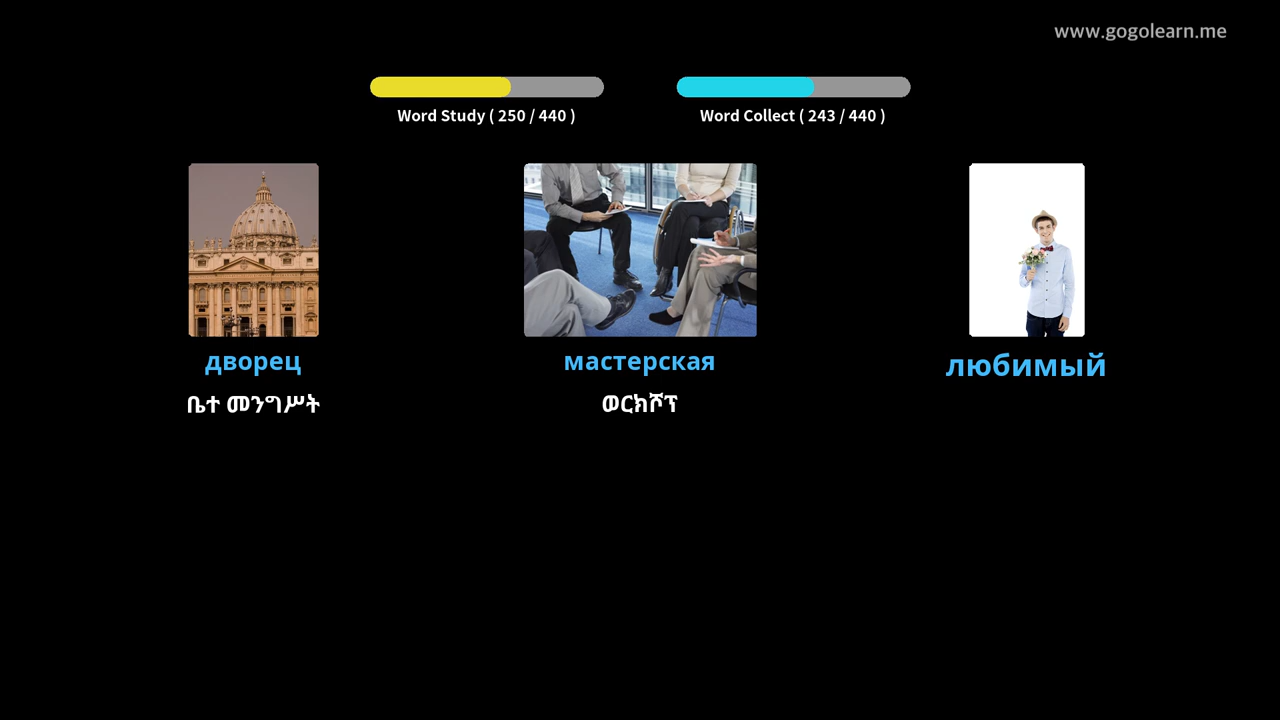 www.gogolearn.me
Word Study ( 250 / 440 )
Word Collect ( 243 / 440 )
дворец
мастерская
любимый
ቤተ መንግሥት
ወርክሾፕ